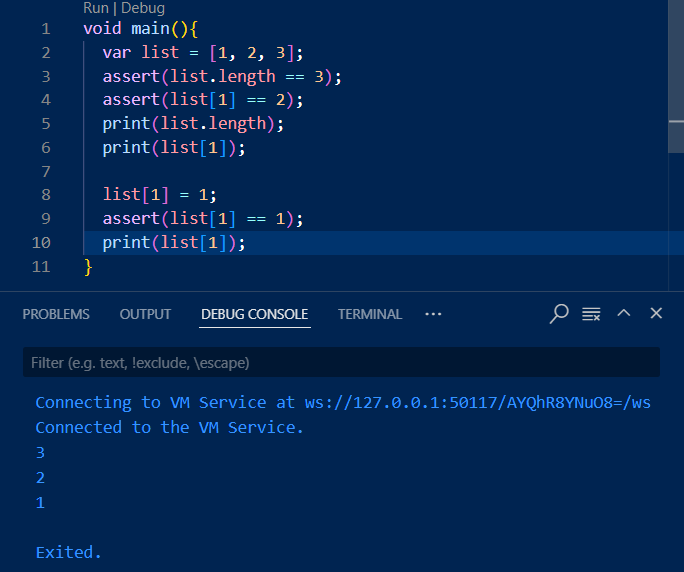 Run | Debug
1 void main(){
2 var list = [1, 2, 3];
3 assert(list.length == 3);
4 assert(list[1] == 2);
5 print(list.length);
6 print(list[1]);
7
8 list[1] = 1;
9 assert(list[1] == 1);
10 print(list[1]);
11 }
PROBLEMS OUTPUT DEBUG CONSOLE TERMINAL ···
Filter (e.g. text, !exclude, \escape)
Connecting to VM Service at ws://127.0.0.1:50117/AYQhR8YNuO8=/ws
Connected to the VM Service.
3
2
1
Exited.